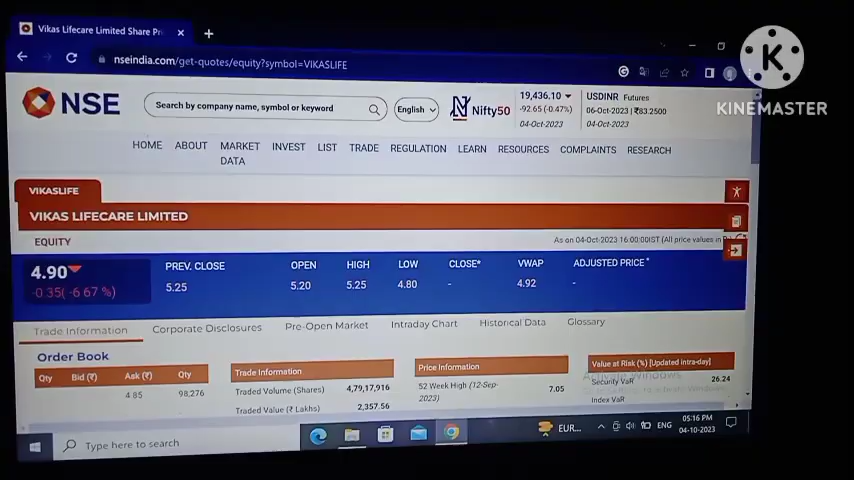 Vikas Lifecare Limited Share Pri
nseindia.com/get-quotes/equity?symbol=VIKASLIFE
KINEMASTER
NSE
Search by company name, symbol or keyword
English
Nifty50
19,436.10
-92.65 (-0.47%)
04-Oct-2023
USDINR Futures
06-Oct-2023 | ₹83.2500
04-Oct-2023
HOME ABOUT MARKET DATA INVEST LIST TRADE REGULATION LEARN RESOURCES COMPLAINTS RESEARCH
VIKASLIFE
VIKAS LIFECARE LIMITED
EQUITY
As on 04-Oct-2023 16:00:00IST (All price values in
4.90
-0.35( -6.67 %)
PREV. CLOSE OPEN HIGH LOW CLOSE* VWAP ADJUSTED PRICE*
5.25 5.20 5.25 4.80 - 4.92 -
Trade Information Corporate Disclosures Pre-Open Market Intraday Chart Historical Data Glossary
Order Book
Qty Bid (₹) Ask (₹) Qty
4.85 98,276
Trade Information
Traded Volume (Shares) 4,79,17,916
Traded Value (₹ Lakhs) 2,357.56
Price Information
52 Week High (12-Sep-2023) 7.05
Value at Risk (%) [Updated intra-day]
Activate Windows
Security VaR 26.24
Index VaR
Type here to search
EUR...
ENG
05:16 PM
04-10-2023